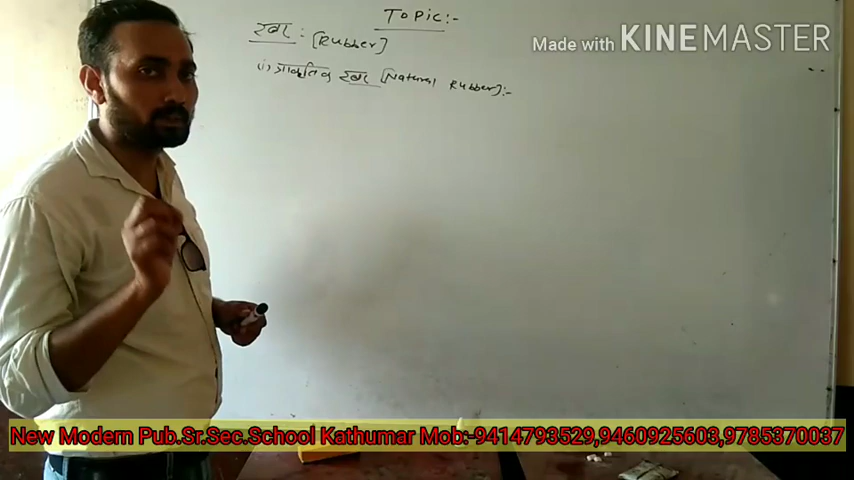 Topic:-
रबर : [Rubber]
(i) प्राकृतिक रबर [Natural Rubber]:-
Made with KINEMASTER
New Modern Pub.Sr.Sec.School Kathumar Mob:-9414793529,9460925603,9785370037